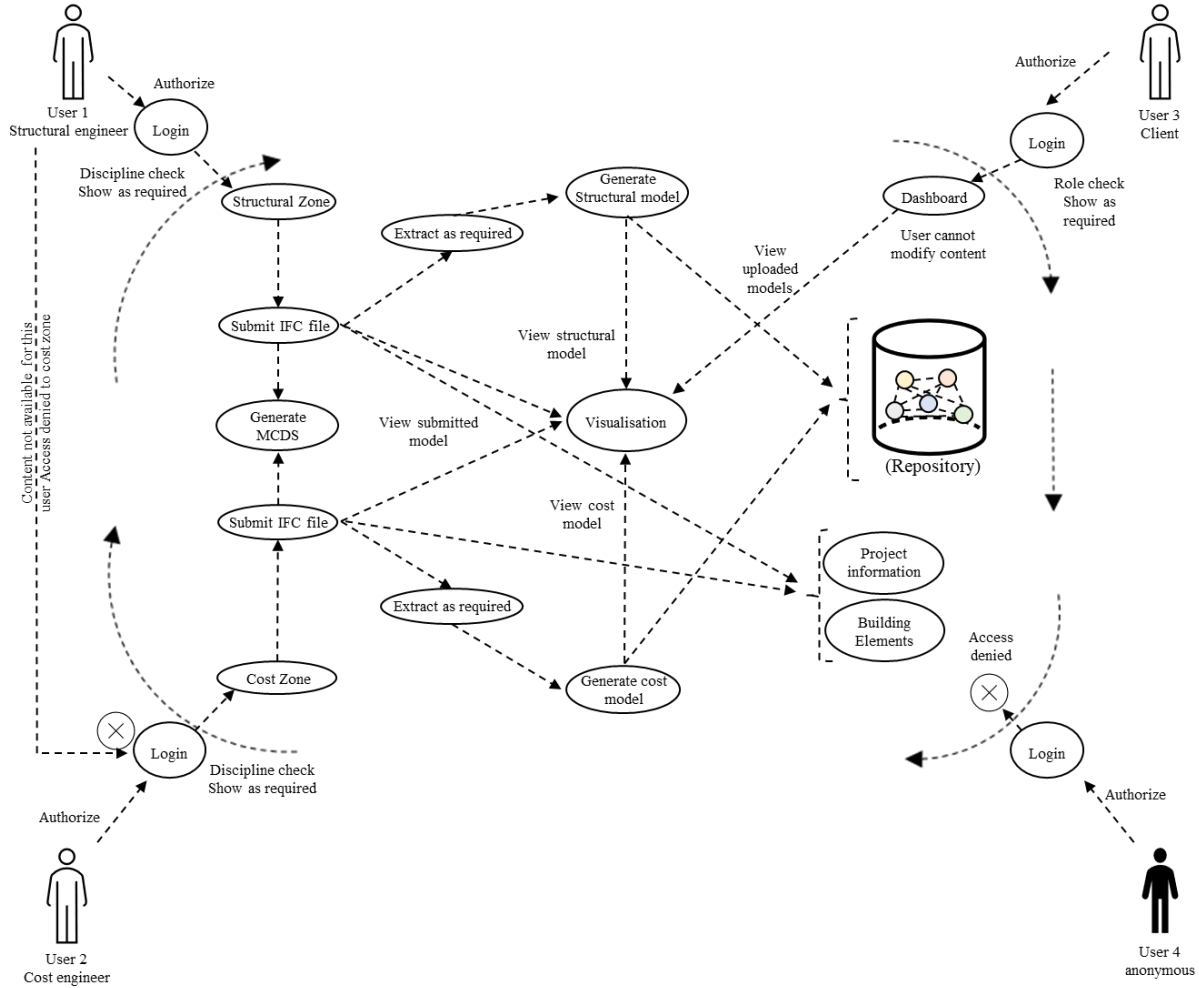 User 1
Structural engineer
Authorize
Login
Discipline check
Show as required
Structural Zone
Submit IFC file
Generate
MCDS
Submit IFC file
Cost Zone
Content not available for this
user Access denied to cost zone
Login
Discipline check
Show as required
Authorize
User 2
Cost engineer
Extract as required
Generate
Structural model
View structural
model
View submitted
model
Visualisation
View cost
model
Extract as required
Generate cost
model
View
uploaded
models
Authorize
User 3
Client
Login
Role check
Show as
required
Dashboard
User cannot
modify content
(Repository)
Project
information
Building
Elements
Access
denied
Login
Authorize
User 4
anonymous